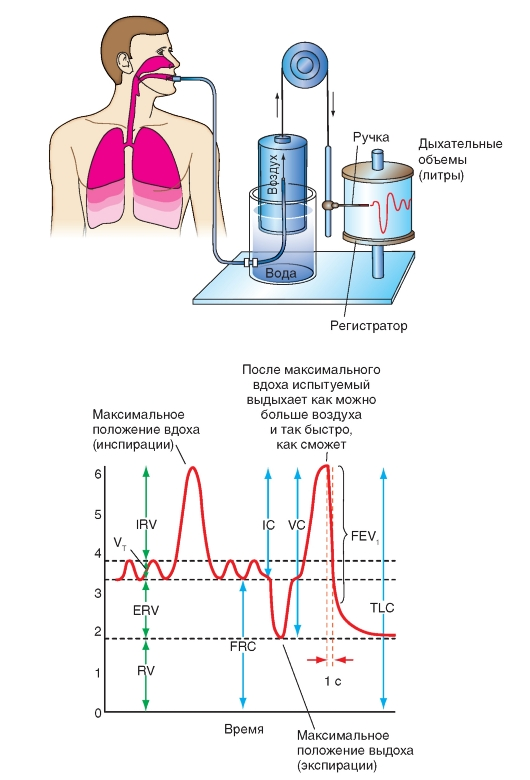 Ручка
Дыхательные
объемы
(литры)
Воздух
Вода
Регистратор
После максимального
вдоха испытуемый
выдыхает как можно
больше воздуха
и так быстро,
как сможет
Максимальное
положение вдоха
(инспирации)
6
5
4
3
2
1
0
IRV
V₁
ERV
RV
FRC
IC
VC
FEV₁
TLC
1 с
Время
Максимальное
положение выдоха
(экспирации)